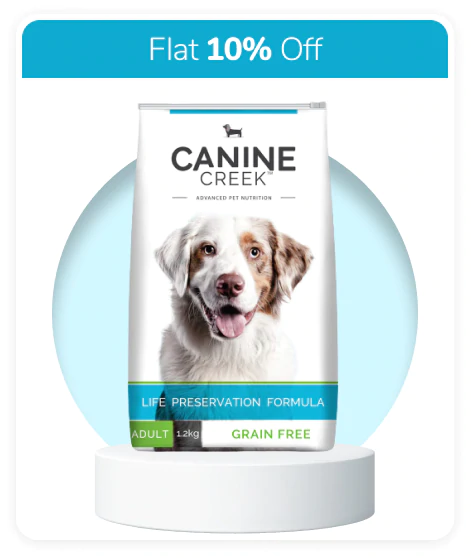 Flat 10% Off
CANINE
CREEK™
ADVANCED PET NUTRITION
LIFE PRESERVATION FORMULA
ADULT 1.2kg GRAIN FREE